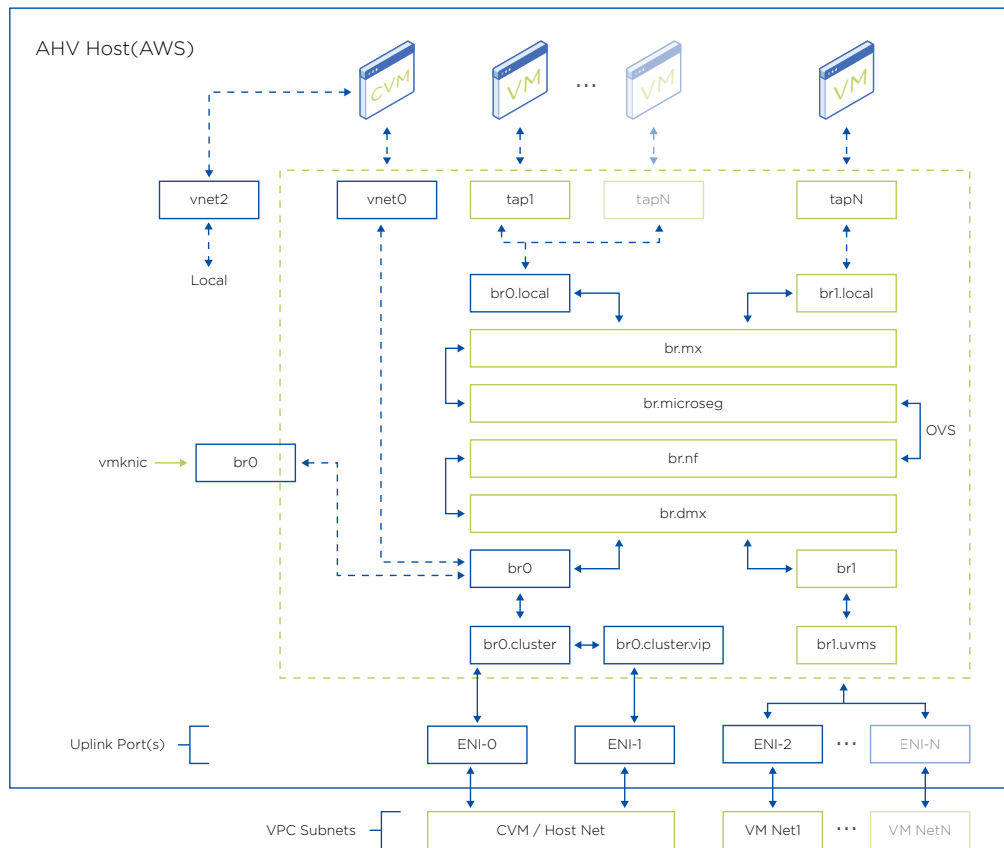 AHV Host(AWS)
CVM
VM
...
VM
VM
vnet2
vnet0
tap1
tapN
tapN
Local
br0.local
br1.local
br.mx
br.microseg
OVS
vmknic
br0
br.nf
br.dmx
br0
br1
br0.cluster
br0.cluster.vip
br1.uvms
Uplink Port(s)
ENI-0
ENI-1
ENI-2
...
ENI-N
VPC Subnets
CVM / Host Net
VM Net1
...
VM NetN